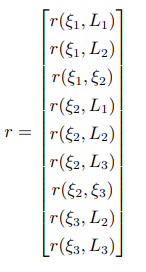 r(ξ₁, L₁)
r(ξ₁, L₂)
r(ξ₁, ξ₂)
r(ξ₂, L₁)
r = r(ξ₂, L₂)
r(ξ₂, L₃)
r(ξ₂, ξ₃)
r(ξ₃, L₂)
r(ξ₃, L₃)